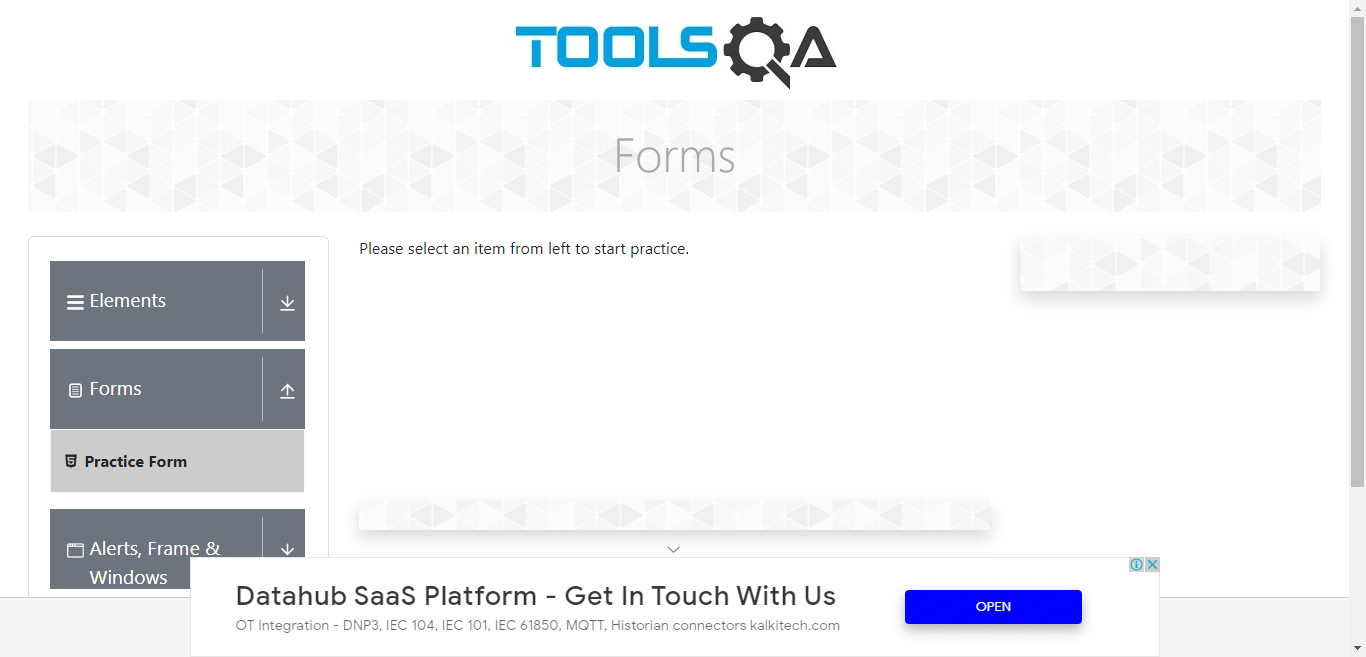 TOOLSQA
Forms
Please select an item from left to start practice.
Elements
Forms
Practice Form
Alerts, Frame &
Windows
Datahub SaaS Platform - Get In Touch With Us
OT Integration - DNP3, IEC 104, IEC 101, IEC 61850, MQTT, Historian connectors kalkitech.com
OPEN